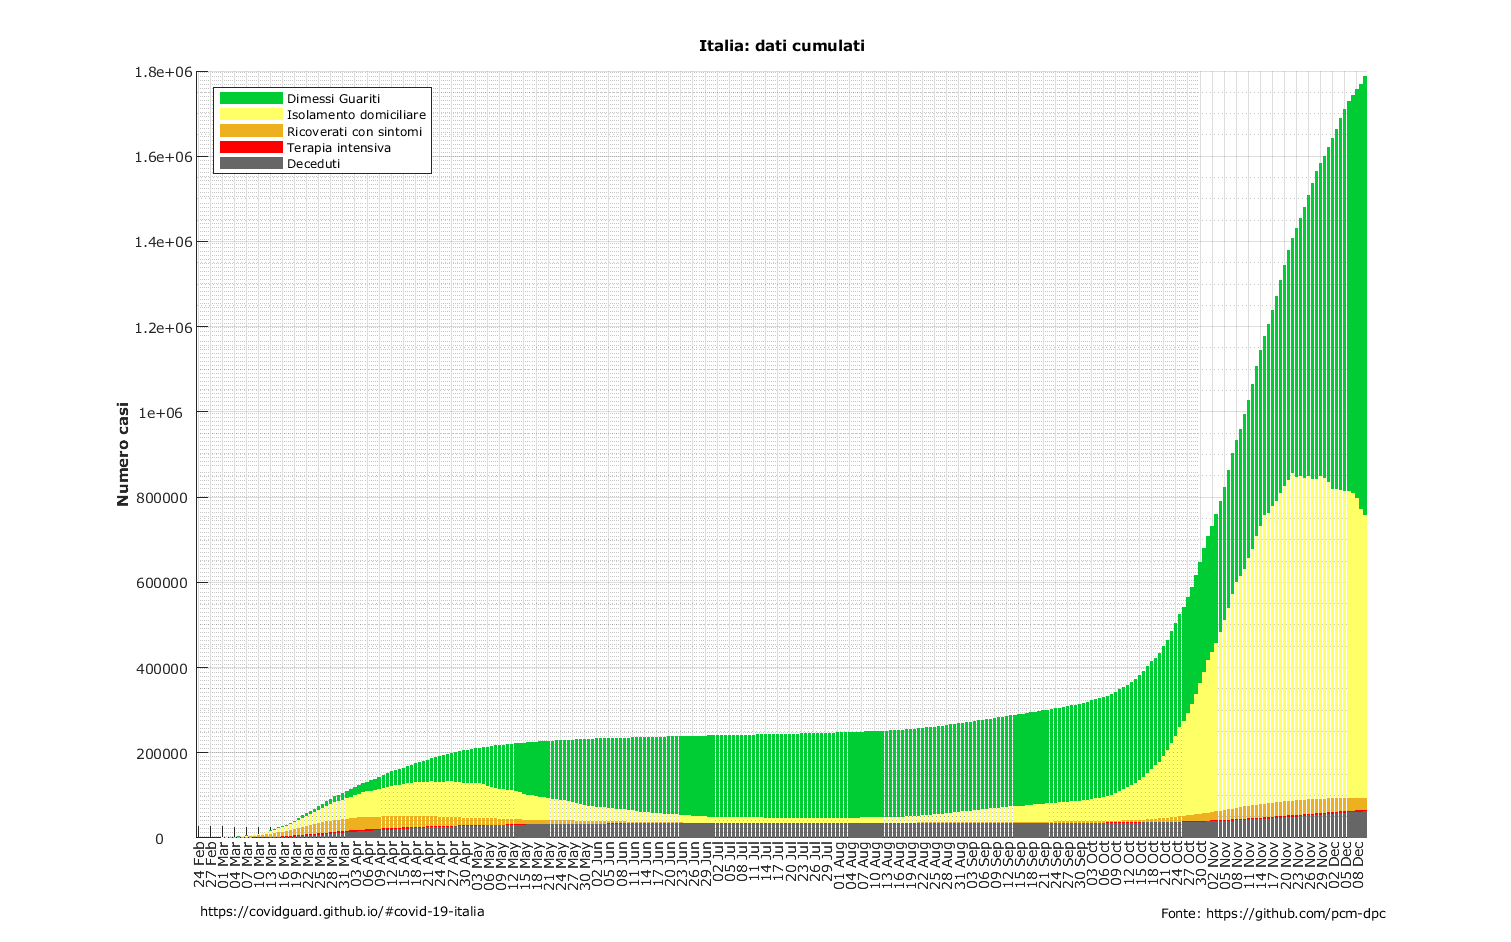 Italia: dati cumulati
1.8e+06
1.6e+06
1.4e+06
1.2e+06
1e+06
800000
600000
400000
200000
0
Numero casi
Dimessi Guariti
Isolamento domiciliare
Ricoverati con sintomi
Terapia intensiva
Deceduti
24 Feb
27 Feb
01 Mar
04 Mar
07 Mar
10 Mar
13 Mar
16 Mar
19 Mar
22 Mar
25 Mar
28 Mar
31 Mar
03 Apr
06 Apr
09 Apr
12 Apr
15 Apr
18 Apr
21 Apr
24 Apr
27 Apr
30 Apr
03 May
06 May
09 May
12 May
15 May
18 May
21 May
24 May
27 May
30 May
02 Jun
05 Jun
08 Jun
11 Jun
14 Jun
17 Jun
20 Jun
23 Jun
26 Jun
29 Jun
02 Jul
05 Jul
08 Jul
11 Jul
14 Jul
17 Jul
20 Jul
23 Jul
26 Jul
29 Jul
01 Aug
04 Aug
07 Aug
10 Aug
13 Aug
16 Aug
19 Aug
22 Aug
25 Aug
28 Aug
31 Aug
03 Sep
06 Sep
09 Sep
12 Sep
15 Sep
18 Sep
21 Sep
24 Sep
27 Sep
30 Sep
03 Oct
06 Oct
09 Oct
12 Oct
15 Oct
18 Oct
21 Oct
24 Oct
27 Oct
30 Oct
02 Nov
05 Nov
08 Nov
11 Nov
14 Nov
17 Nov
20 Nov
23 Nov
26 Nov
29 Nov
02 Dec
05 Dec
08 Dec
https://covidguard.github.io/#covid-19-italia
Fonte: https://github.com/pcm-dpc